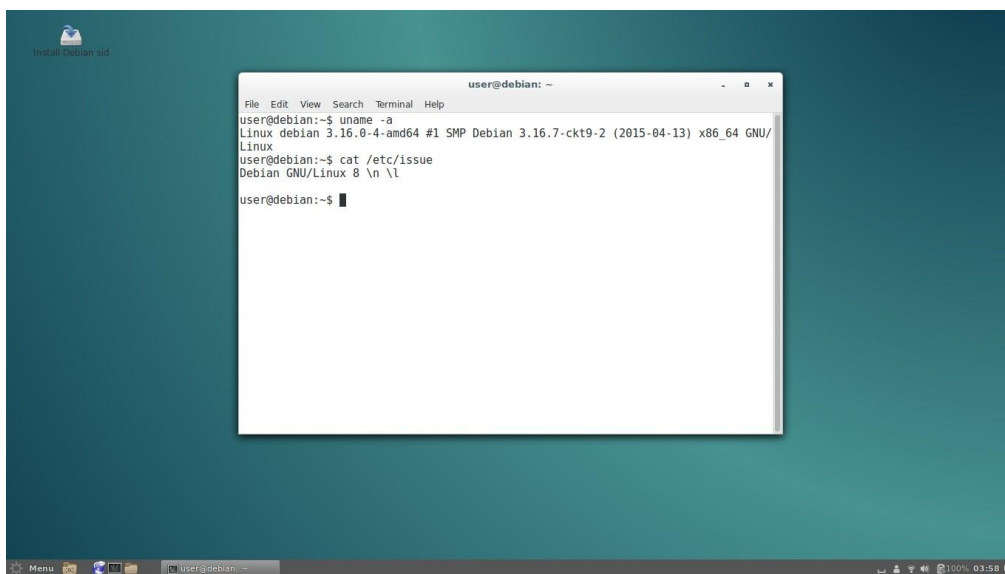 Install Debian sid
user@debian: ~
File Edit View Search Terminal Help
user@debian:~$ uname -a
Linux debian 3.16.0-4-amd64 #1 SMP Debian 3.16.7-ckt9-2 (2015-04-13) x86_64 GNU/
Linux
user@debian:~$ cat /etc/issue
Debian GNU/Linux 8 \n \l
user@debian:~$
Menu
user@debian: ~
100% 03:58